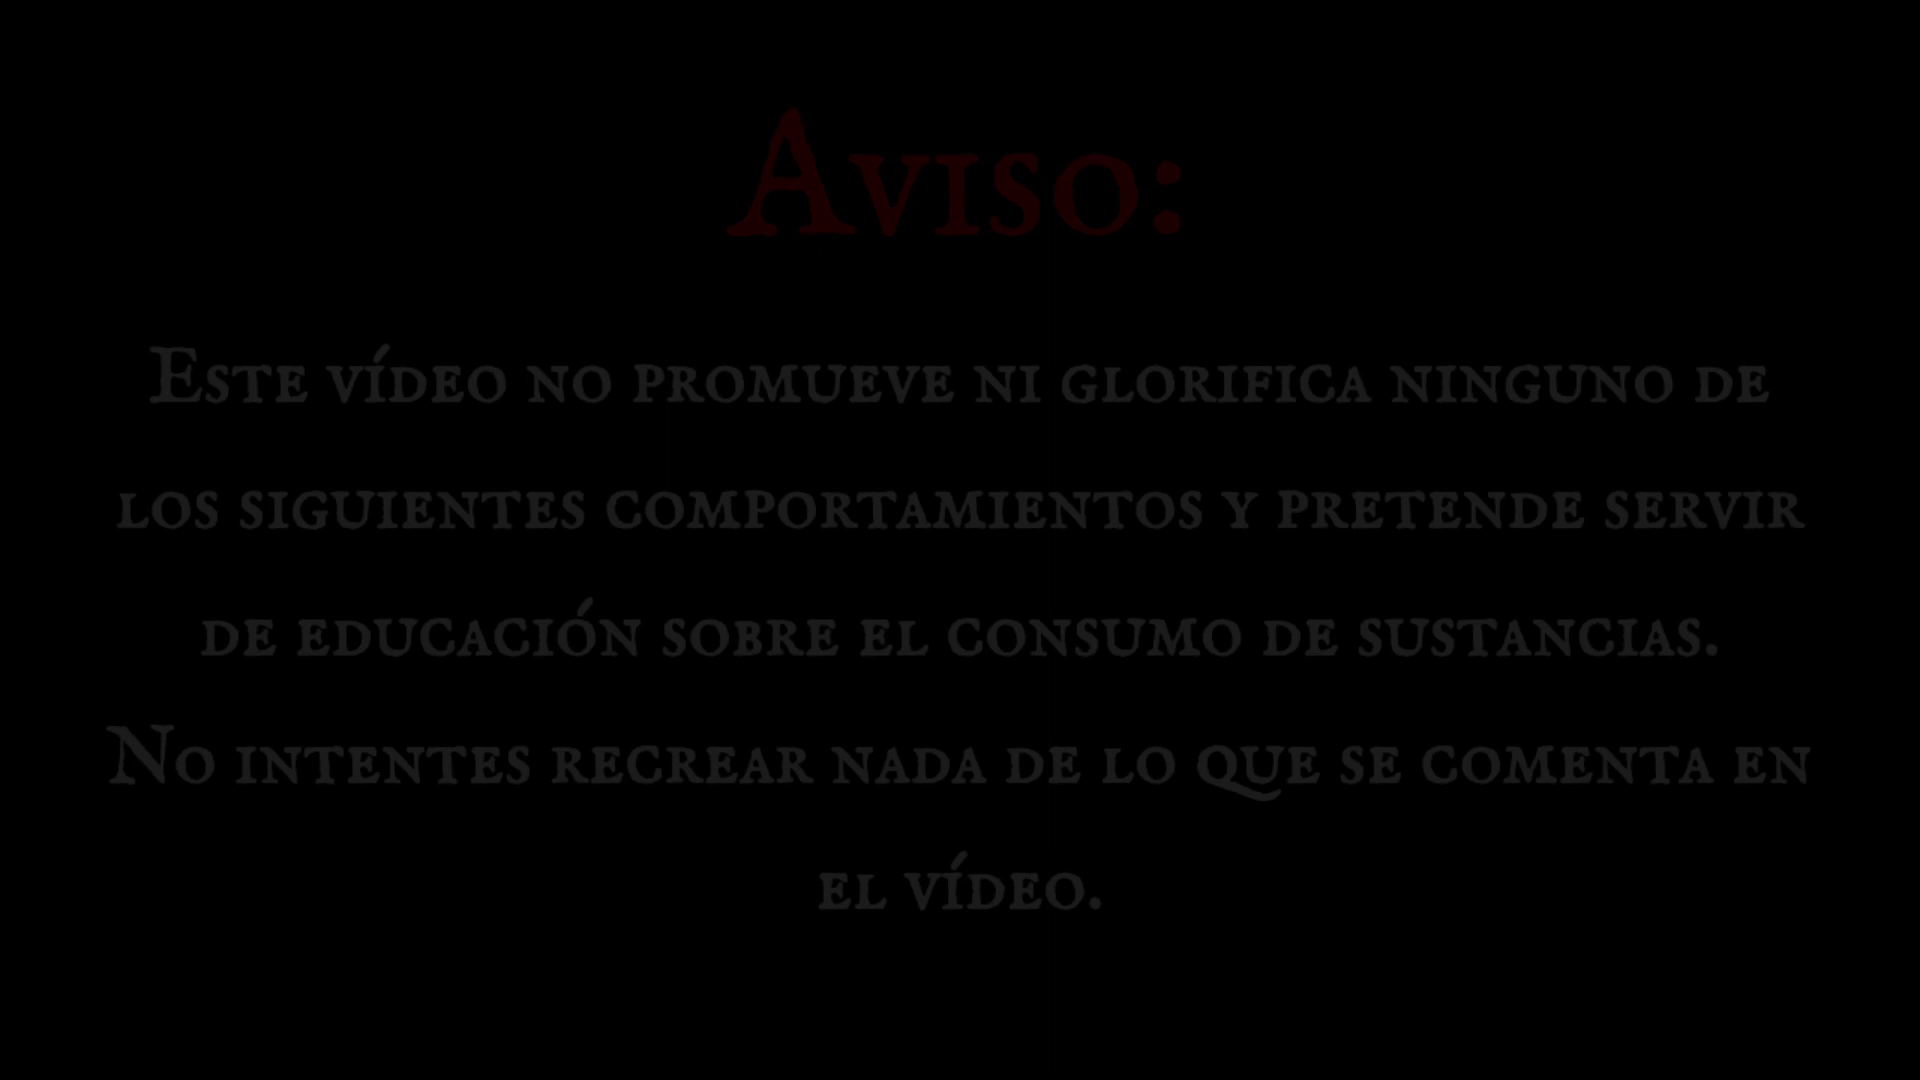 Aviso:
Este vídeo no promueve ni glorifica ninguno de
los siguientes comportamientos y pretende servir
de educación sobre el consumo de sustancias.
No intentes recrear nada de lo que se comenta en
el vídeo.